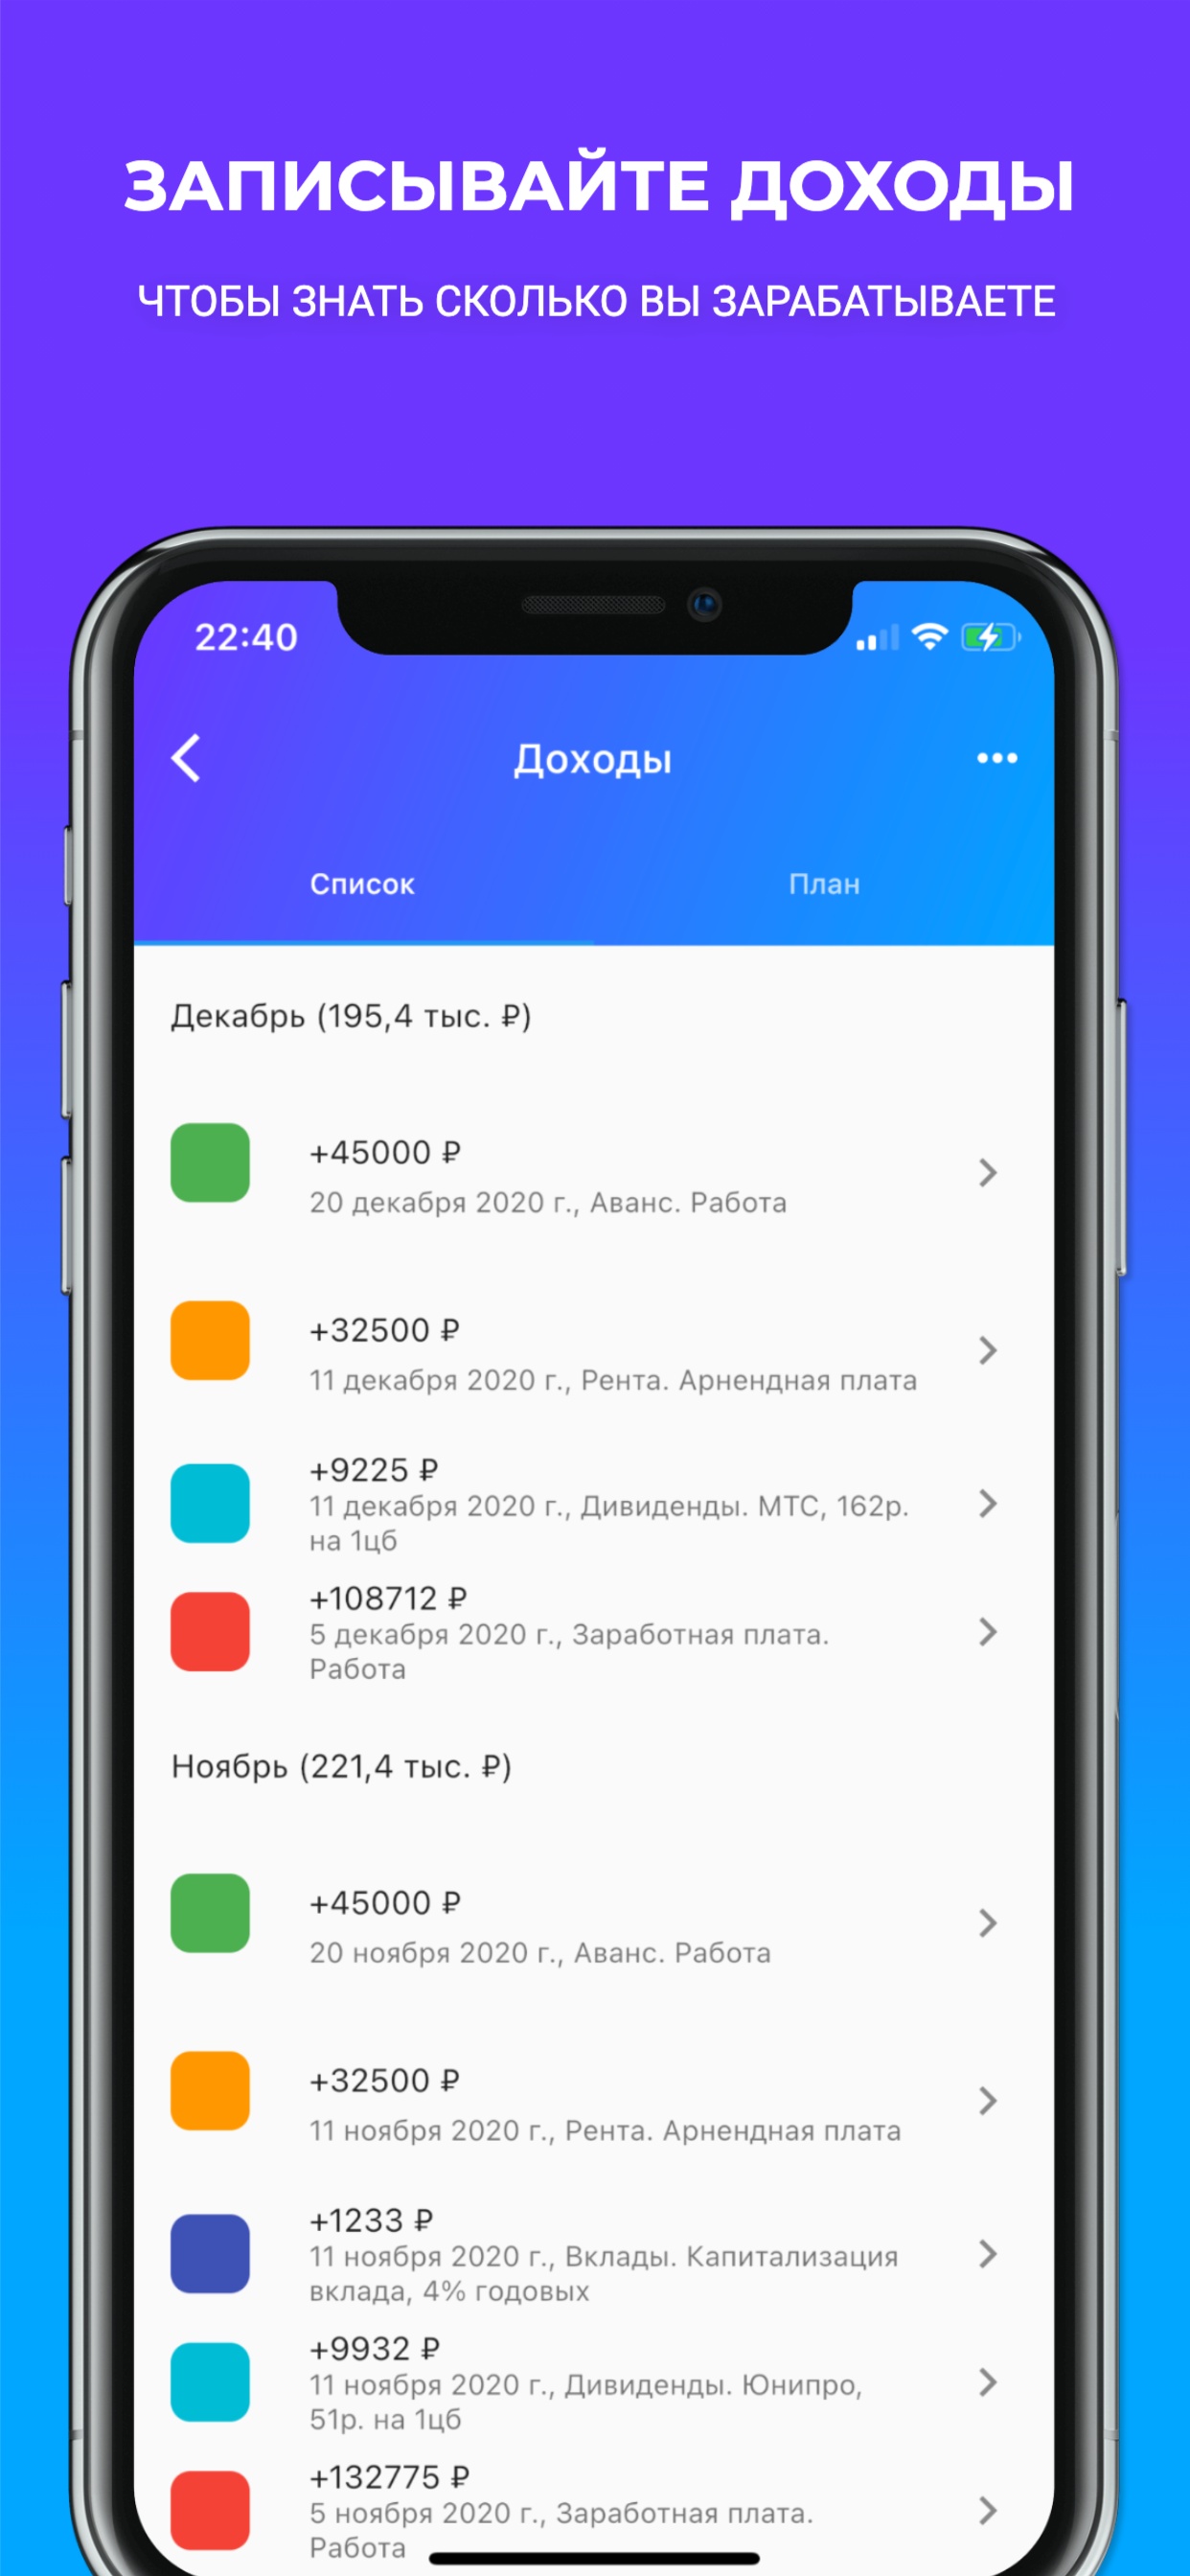 ЗАПИСЫВАЙТЕ ДОХОДЫ
ЧТОБЫ ЗНАТЬ СКОЛЬКО ВЫ ЗАРАБАТЫВАЕТЕ
22:40
Доходы
Список
План
Декабрь (195,4 тыс. ₽)
+45000 ₽
20 декабря 2020 г., Аванс. Работа
+32500 ₽
11 декабря 2020 г., Рента. Арнендная плата
+9225 ₽
11 декабря 2020 г., Дивиденды. МТС, 162р.
на 1цб
+108712 ₽
5 декабря 2020 г., Заработная плата.
Работа
Ноябрь (221,4 тыс. ₽)
+45000 ₽
20 ноября 2020 г., Аванс. Работа
+32500 ₽
11 ноября 2020 г., Рента. Арнендная плата
+1233 ₽
11 ноября 2020 г., Вклады. Капитализация
вклада, 4% годовых
+9932 ₽
11 ноября 2020 г., Дивиденды. Юнипро,
51р. на 1цб
+132775 ₽
5 ноября 2020 г., Заработная плата.
Работа